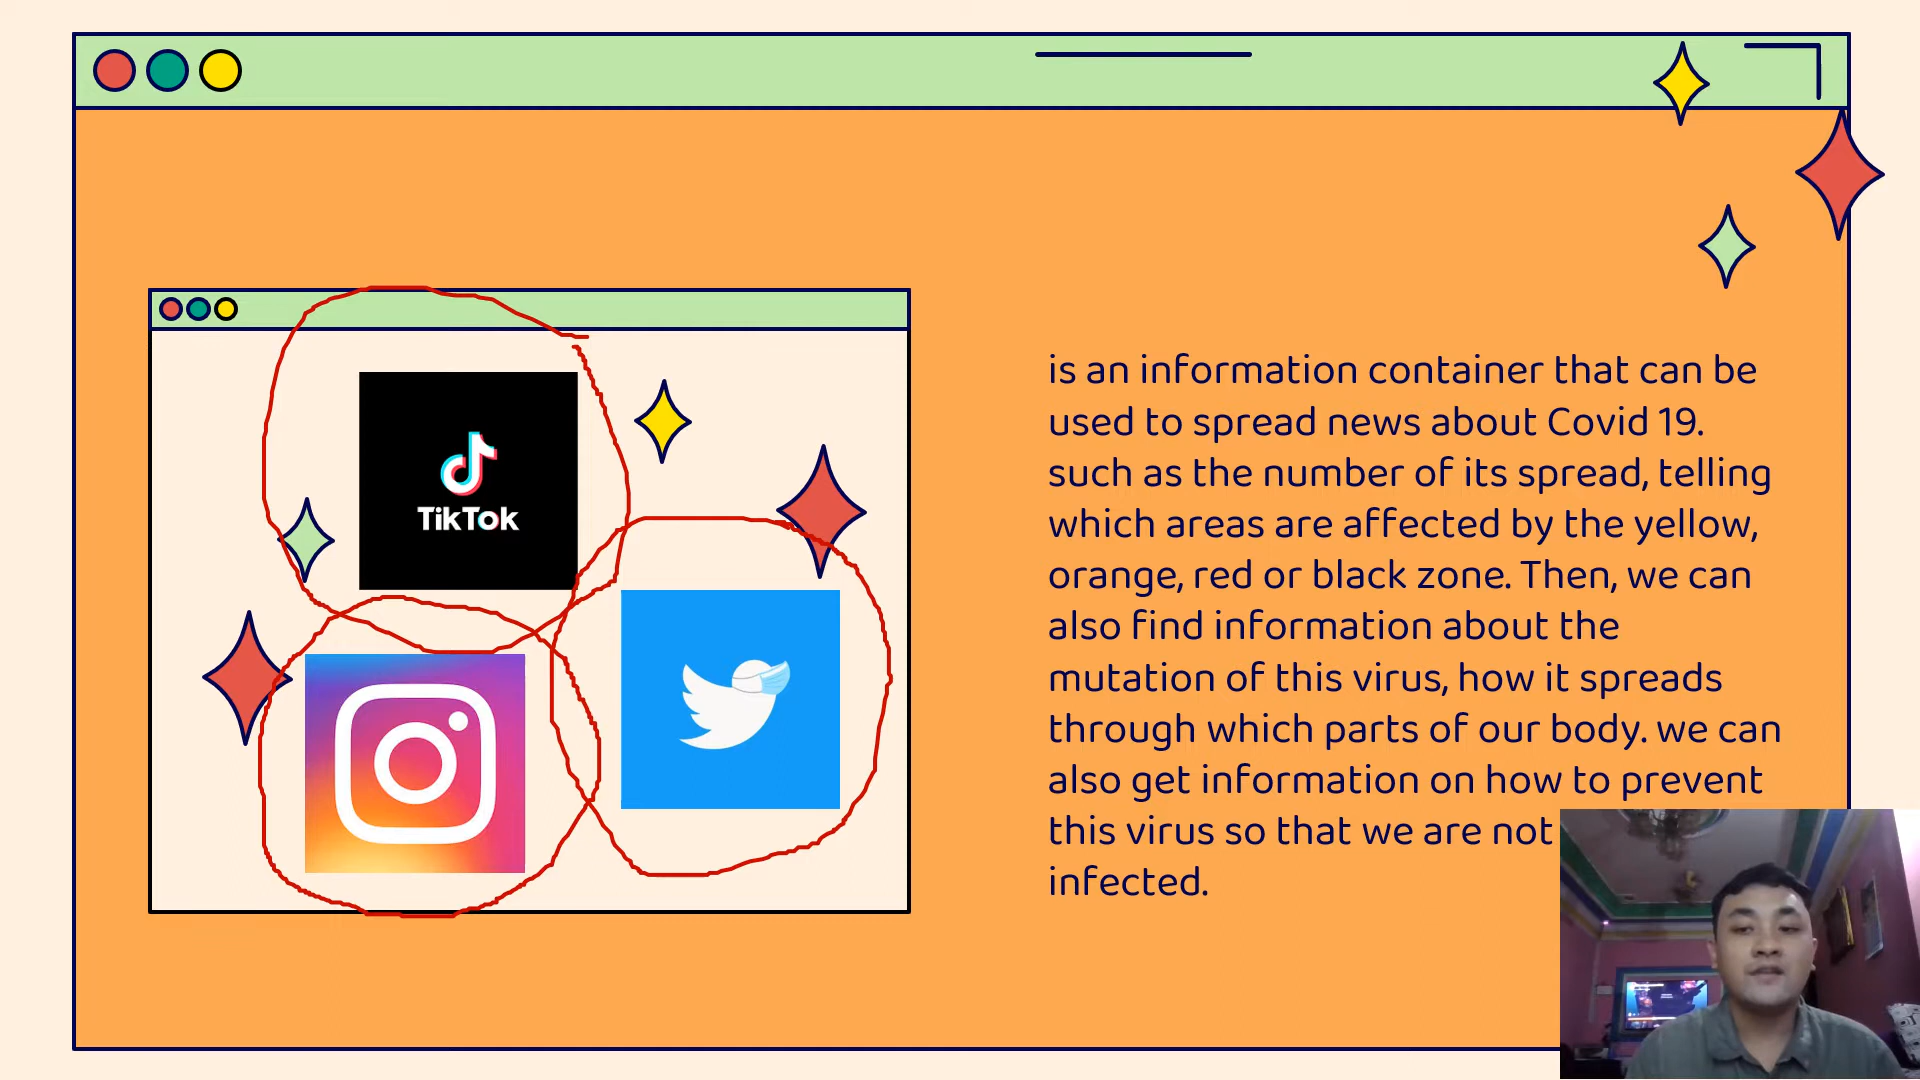 TikTok
is an information container that can be
used to spread news about Covid 19.
such as the number of its spread, telling
which areas are affected by the yellow,
orange, red or black zone. Then, we can
also find information about the
mutation of this virus, how it spreads
through which parts of our body. we can
also get information on how to prevent
this virus so that we are not
infected.